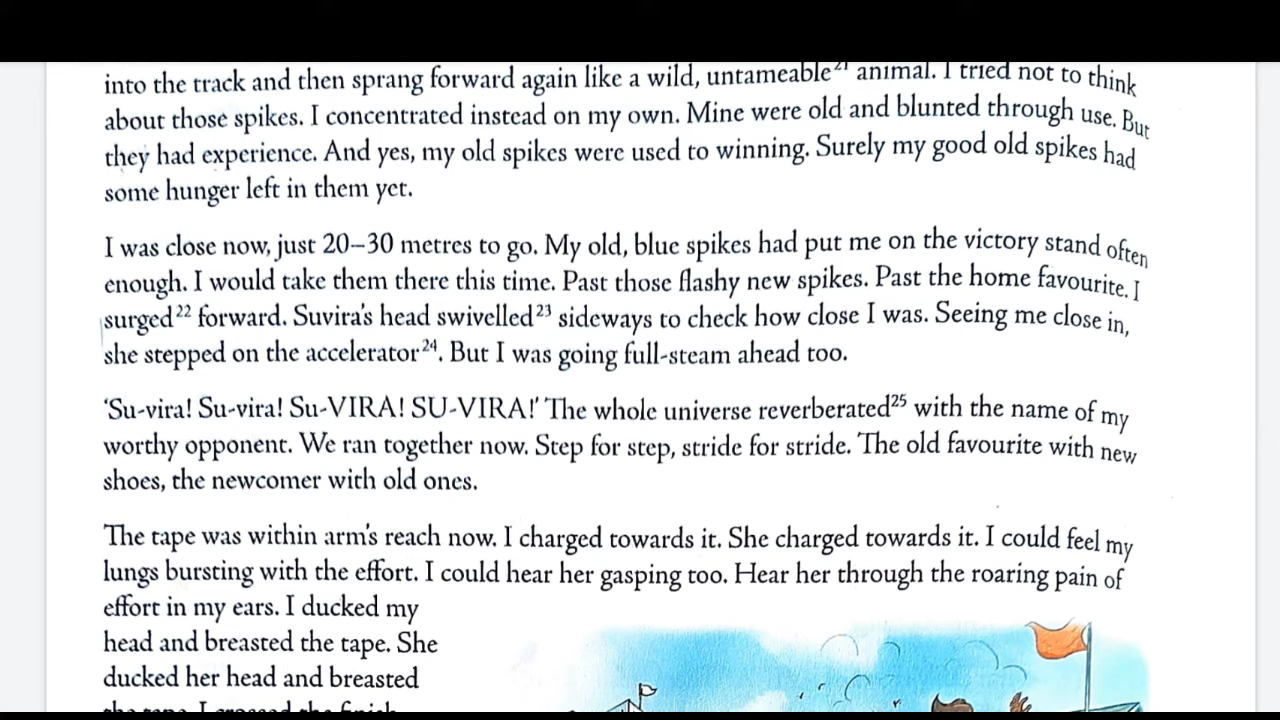 into the track and then sprang forward again like a wild, untameable²¹ animal. I tried not to think
about those spikes. I concentrated instead on my own. Mine were old and blunted through use. But
they had experience. And yes, my old spikes were used to winning. Surely my good old spikes had
some hunger left in them yet.
I was close now, just 20–30 metres to go. My old, blue spikes had put me on the victory stand often
enough. I would take them there this time. Past those flashy new spikes. Past the home favourite. I
surged²² forward. Suvira's head swivelled²³ sideways to check how close I was. Seeing me close in,
she stepped on the accelerator²⁴. But I was going full-steam ahead too.
'Su-vira! Su-vira! Su-VIRA! SU-VIRA!' The whole universe reverberated²⁵ with the name of my
worthy opponent. We ran together now. Step for step, stride for stride. The old favourite with new
shoes, the newcomer with old ones.
The tape was within arm's reach now. I charged towards it. She charged towards it. I could feel my
lungs bursting with the effort. I could hear her gasping too. Hear her through the roaring pain of
effort in my ears. I ducked my
head and breasted the tape. She
ducked her head and breasted
the tape. I crossed the finish